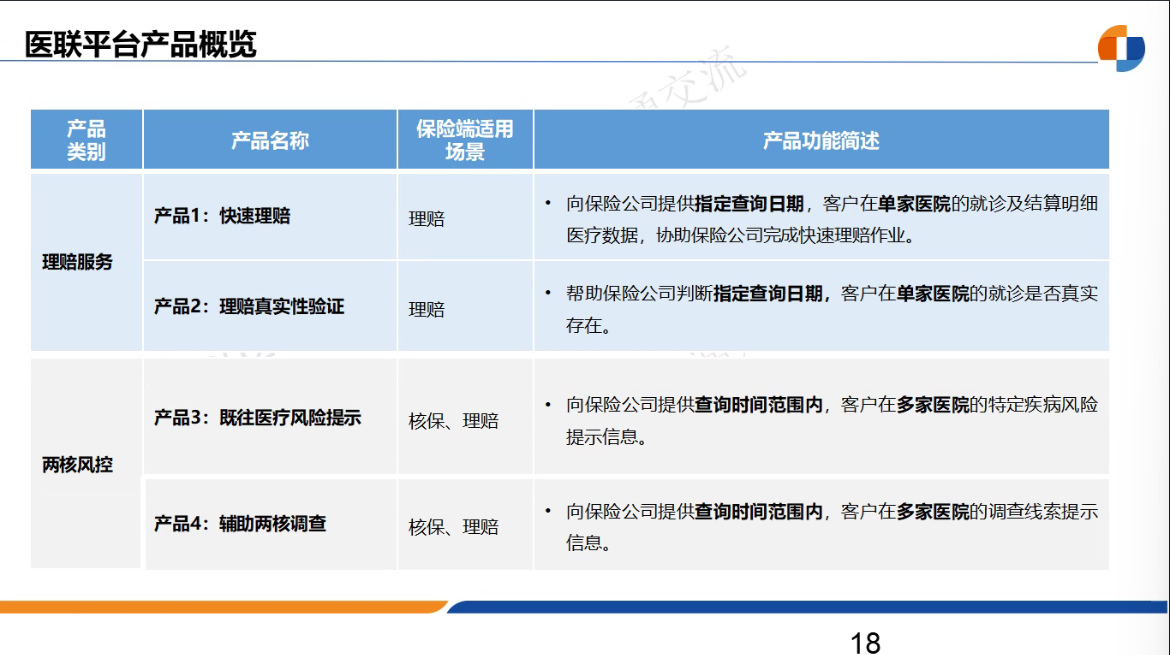 医联平台产品概览
通交流
产品
类别
产品名称
保险端适用
场景
产品功能简述
理赔服务
产品1：快速理赔
理赔
• 向保险公司提供指定查询日期，客户在单家医院的就诊及结算明细
医疗数据，协助保险公司完成快速理赔作业。
产品2：理赔真实性验证
理赔
• 帮助保险公司判断指定查询日期，客户在单家医院的就诊是否真实
存在。
两核风控
产品3：既往医疗风险提示
核保、理赔
• 向保险公司提供查询时间范围内，客户在多家医院的特定疾病风险
提示信息。
产品4：辅助两核调查
核保、理赔
• 向保险公司提供查询时间范围内，客户在多家医院的调查线索提示
信息。
18